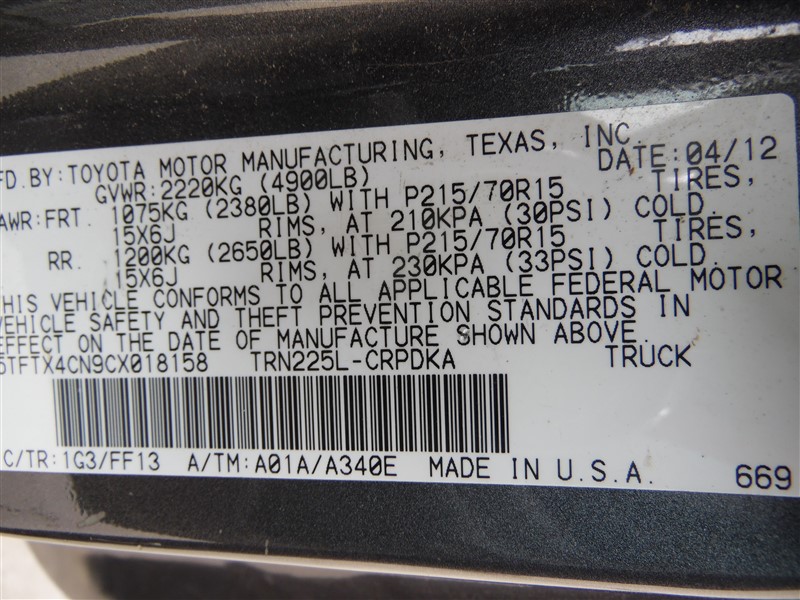 FD. BY: TOYOTA MOTOR MANUFACTURING, TEXAS, INC.
GVWR: 2220KG (4900LB) DATE: 04/12
AWR: FRT. 1075KG (2380LB) WITH P215/70R15 TIRES,
15X6J RIMS, AT 210KPA (30PSI) COLD.
RR. 1200KG (2650LB) WITH P215/70R15 TIRES,
15X6J RIMS, AT 230KPA (33PSI) COLD.
THIS VEHICLE CONFORMS TO ALL APPLICABLE FEDERAL MOTOR
VEHICLE SAFETY AND THEFT PREVENTION STANDARDS IN
EFFECT ON THE DATE OF MANUFACTURE SHOWN ABOVE.
5TFTX4CN9CX018158 TRN225L-CRPDKA TRUCK
C/TR: 1G3/FF13 A/TM: A01A/A340E MADE IN U.S.A.
669